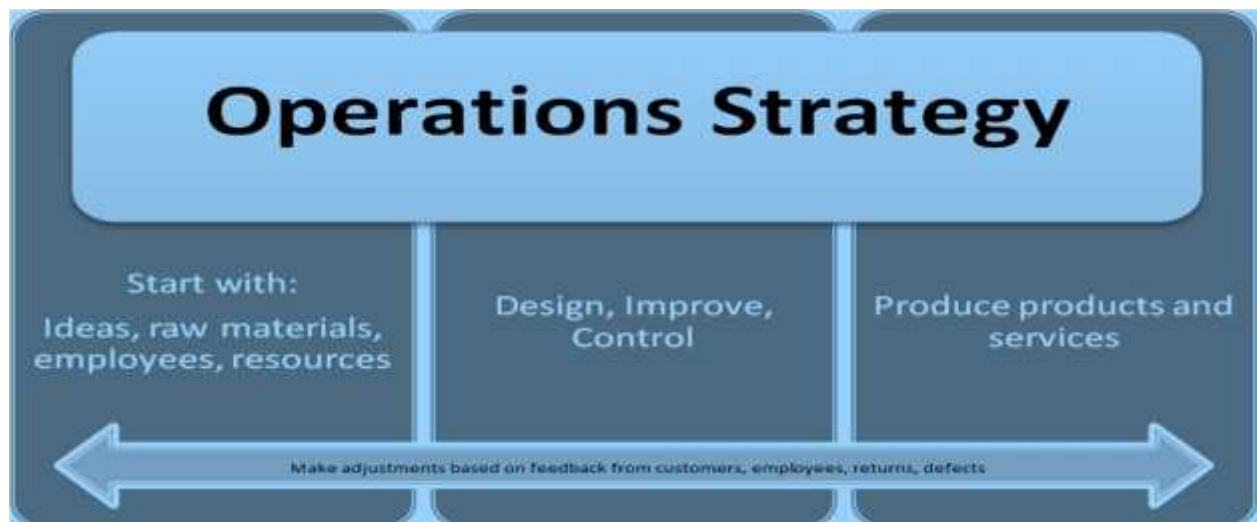 Operations Strategy
Start with:
Ideas, raw materials,
employees, resources
Design, Improve,
Control
Produce products and
services
Make adjustments based on feedback from customers, employees, returns, defects